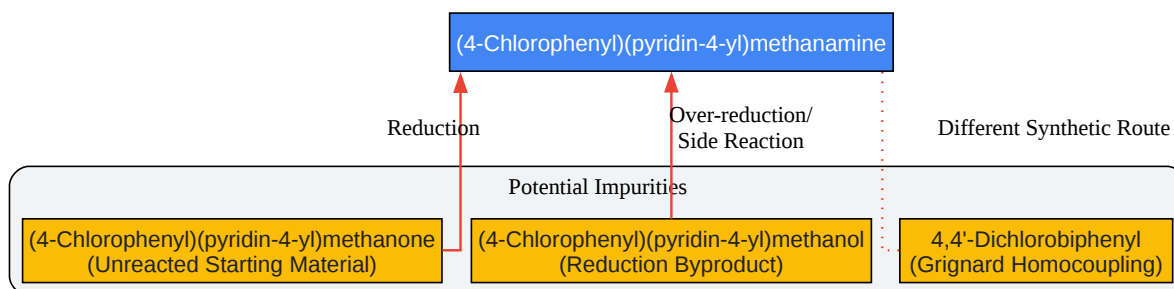 (4-Chlorophenyl)(pyridin-4-yl)methanamine
Reduction
Over-reduction/
Side Reaction
Different Synthetic Route
Potential Impurities
(4-Chlorophenyl)(pyridin-4-yl)methanone
(Unreacted Starting Material)
(4-Chlorophenyl)(pyridin-4-yl)methanol
(Reduction Byproduct)
4,4'-Dichlorobiphenyl
(Grignard Homocoupling)